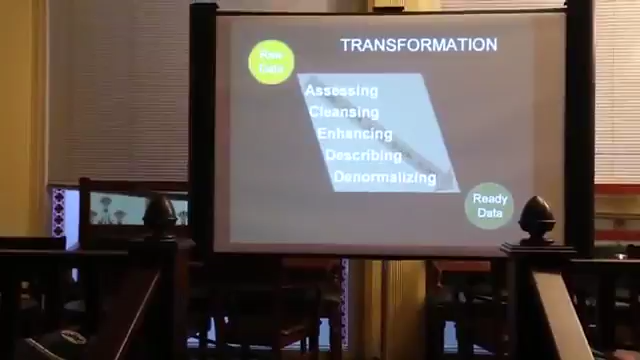 TRANSFORMATION
Raw
Data
Assessing
Cleansing
Enhancing
Describing
Denormalizing
Ready
Data